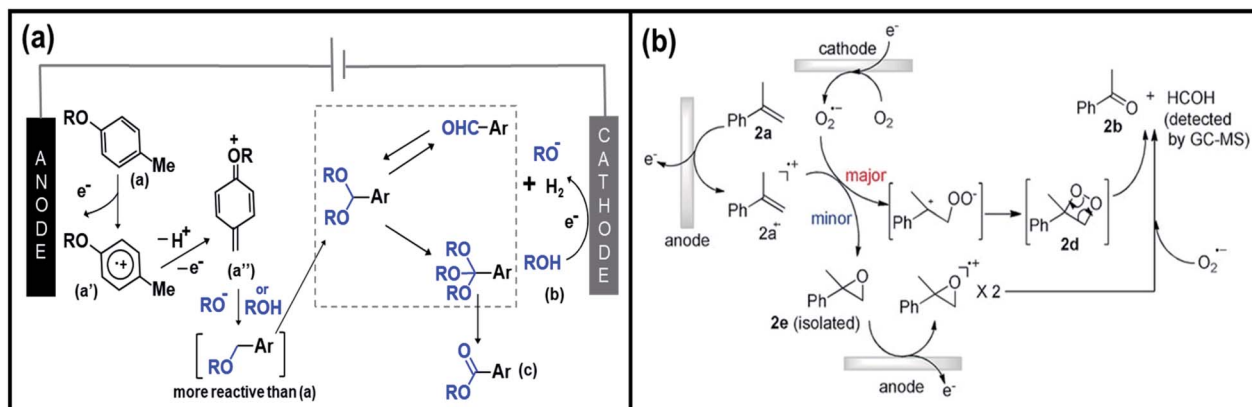 (a)
ANODE
RO
Me
(a)
e-
RO
·+
Me
(a')
−H+
−e-
+
OR
(a'')
RO- or ROH
RO
Ar
more reactive than (a)
OHC–Ar
RO
Ar
RO
RO
RO
Ar
RO
O
RO
Ar
(c)
RO-
+ H2
e-
ROH
(b)
CATHODE
(b)
cathode
e-
O2•−
O2
Ph
2a
e-
anode
Ph
•+
2a
major
minor
Ph
+
OO-
Ph
O
O
2d
Ph
O
2b
+
HCOH
(detected
by GC-MS)
O2•−
Ph
O
2e (isolated)
Ph
O
•+
X 2
anode
e-